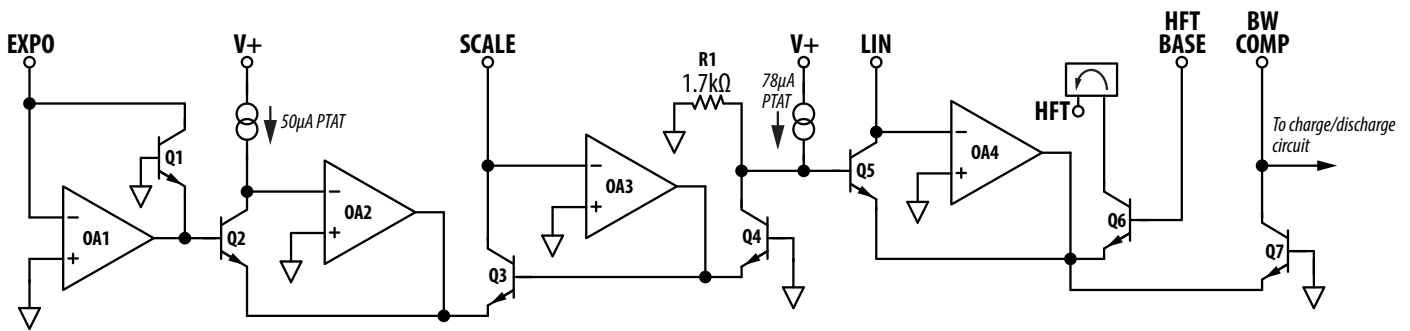 EXPO
V+
SCALE
R1
1.7kΩ
78µA
PTAT
V+
LIN
HFT
BASE
BW
COMP
50µA PTAT
HFT
To charge/discharge
circuit
Q1
OA1
Q2
OA2
Q3
OA3
Q4
Q5
OA4
Q6
Q7
−
+
−
+
−
+
−
+